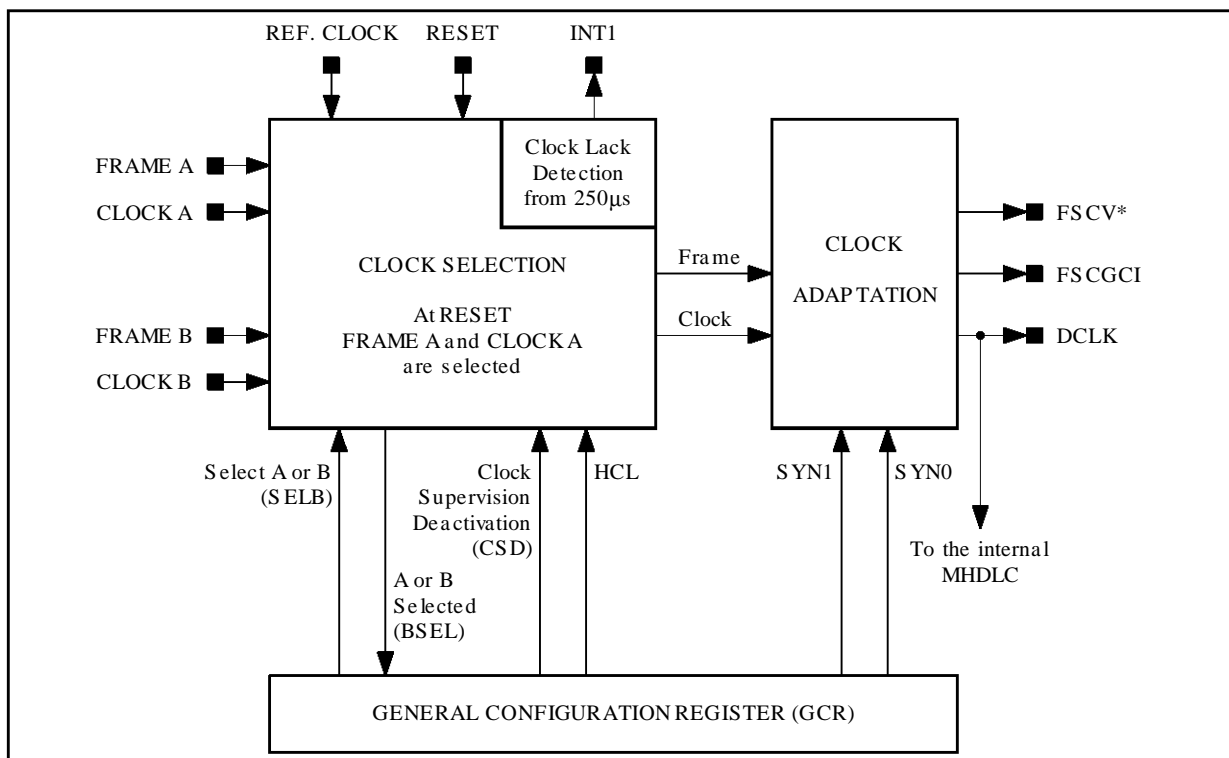 REF. CLOCK
RESET
INT1
FRAME A
CLOCK A
FRAME B
CLOCK B
Clock Lack
Detection
from 250µs
CLOCK SELECTION
At RESET
FRAME A and CLOCK A
are selected
Frame
Clock
CLOCK
ADAPTATION
FSCV*
FSCGCI
DCLK
Select A or B
(SELB)
A or B
Selected
(BSEL)
Clock
Supervision
Deactivation
(CSD)
HCL
SYN1
SYN0
To the internal
MHDLC
GENERAL CONFIGURATION REGISTER (GCR)